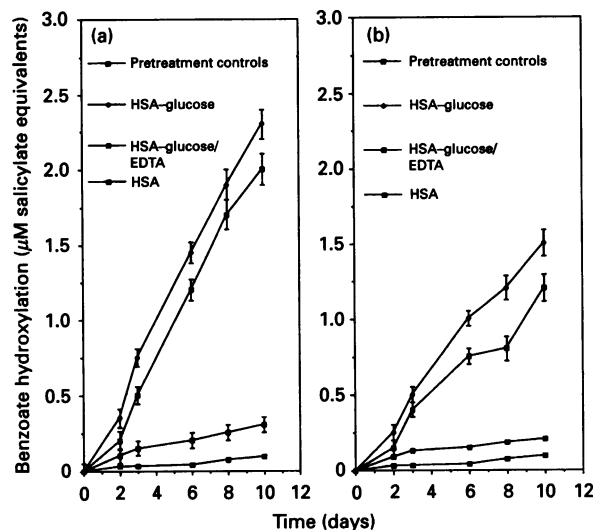 Benzoate hydroxylation (μM salicylate equivalents)
3.0
2.5
2.0
1.5
1.0
0.5
0
(a)
Pretreatment controls
HSA–glucose
HSA–glucose/
EDTA
HSA
0 2 4 6 8 10 12
3.0
2.5
2.0
1.5
1.0
0.5
0
(b)
Pretreatment controls
HSA–glucose
HSA–glucose/
EDTA
HSA
0 2 4 6 8 10 12
Time (days)